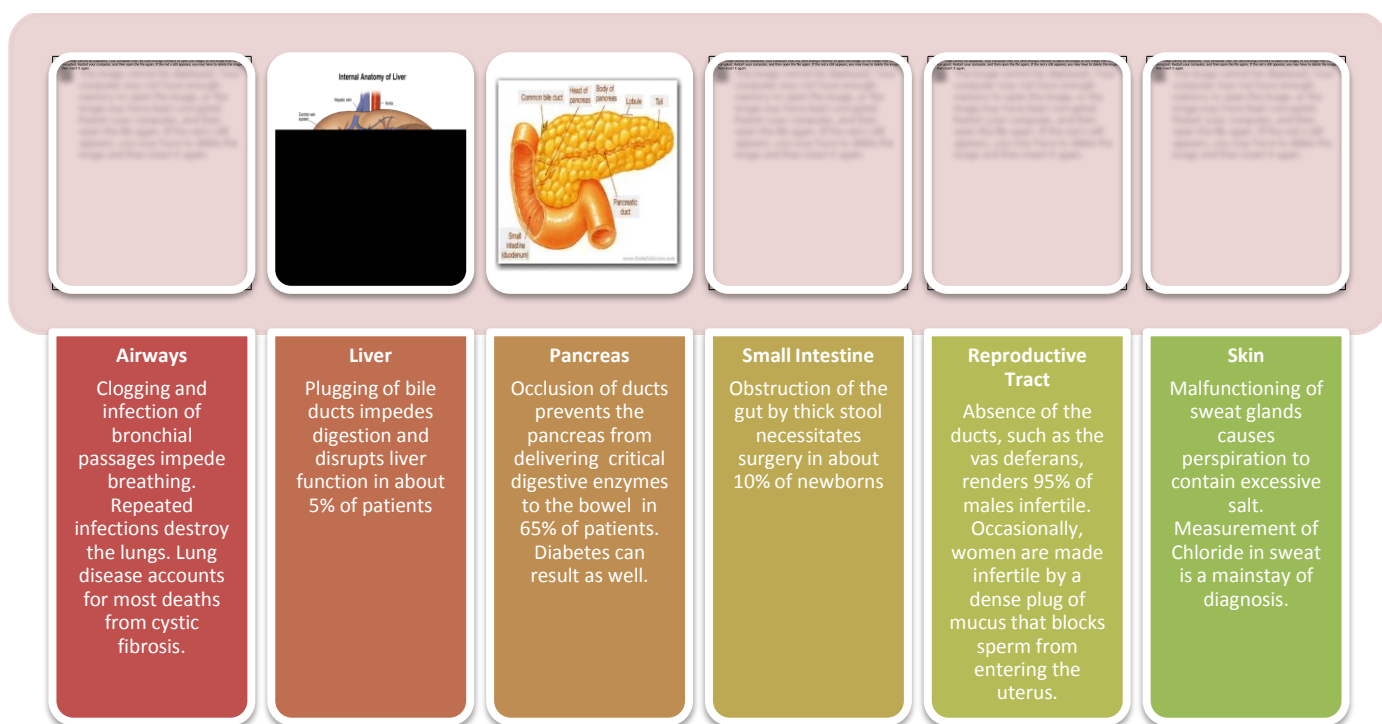 Internal Anatomy of Liver
Hepatic vein
Aorta
Central vein
system
Common bile duct
Head of
pancreas
Body of
pancreas
Lobule
Tail
Pancreatic
duct
Small
intestine
(duodenum)
Airways
Clogging and
infection of
bronchial
passages impede
breathing.
Repeated
infections destroy
the lungs. Lung
disease accounts
for most deaths
from cystic
fibrosis.
Liver
Plugging of bile
ducts impedes
digestion and
disrupts liver
function in about
5% of patients
Pancreas
Occlusion of ducts
prevents the
pancreas from
delivering critical
digestive enzymes
to the bowel in
65% of patients.
Diabetes can
result as well.
Small Intestine
Obstruction of the
gut by thick stool
necessitates
surgery in about
10% of newborns
Reproductive
Tract
Absence of the
ducts, such as the
vas deferans,
renders 95% of
males infertile.
Occasionally,
women are made
infertile by a
dense plug of
mucus that blocks
sperm from
entering the
uterus.
Skin
Malfunctioning of
sweat glands
causes
perspiration to
contain excessive
salt.
Measurement of
Chloride in sweat
is a mainstay of
diagnosis.